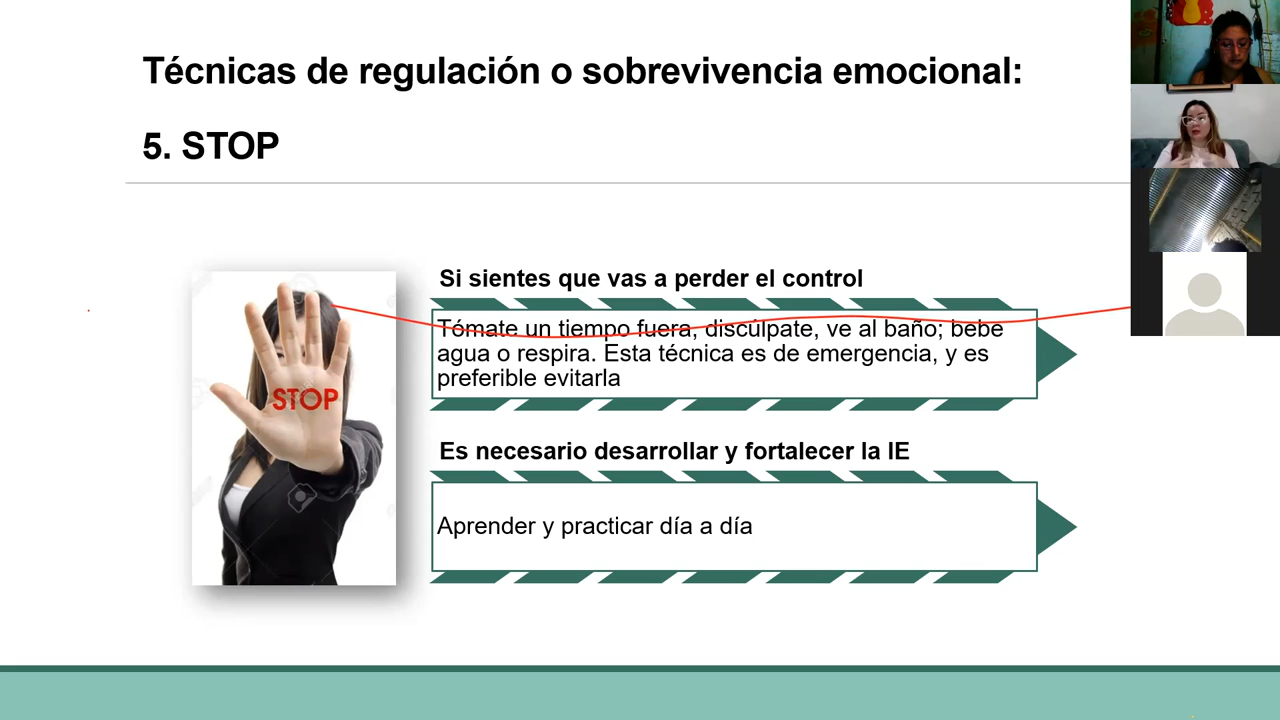 Técnicas de regulación o sobrevivencia emocional:
5. STOP
STOP
Si sientes que vas a perder el control
Tómate un tiempo fuera, discúlpate, ve al baño; bebe
agua o respira. Esta técnica es de emergencia, y es
preferible evitarla
Es necesario desarrollar y fortalecer la IE
Aprender y practicar día a día